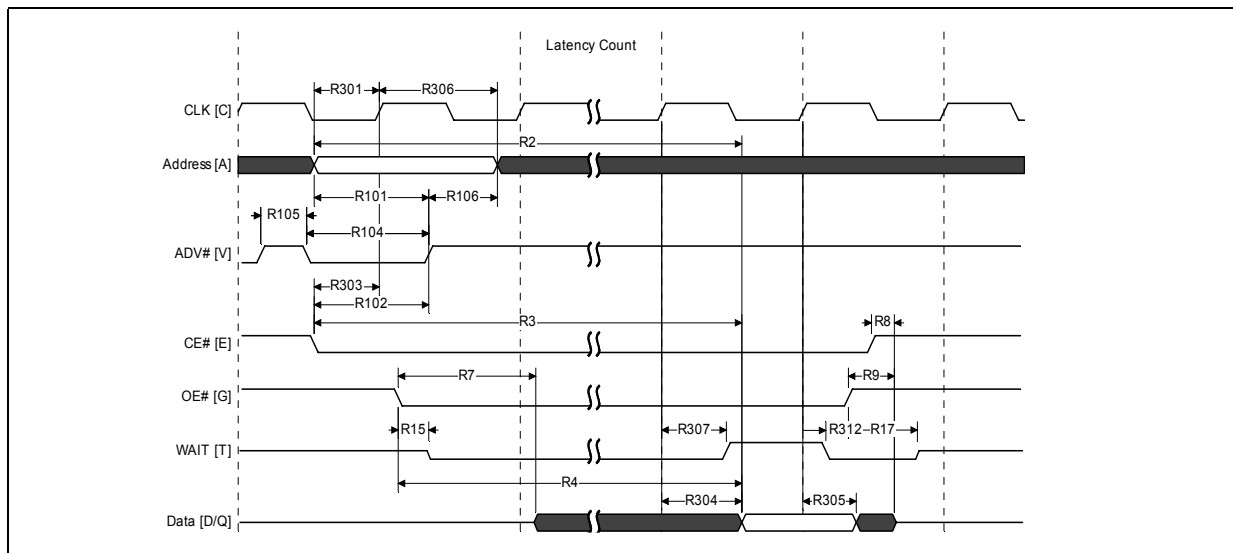 Latency Count
R301
R306
CLK [C]
R2
Address [A]
R101
R106
R105
R104
ADV# [V]
R303
R102
R3
R8
CE# [E]
R7
R9
OE# [G]
R15
R307
R312
R17
WAIT [T]
R4
R304
R305
Data [D/Q]